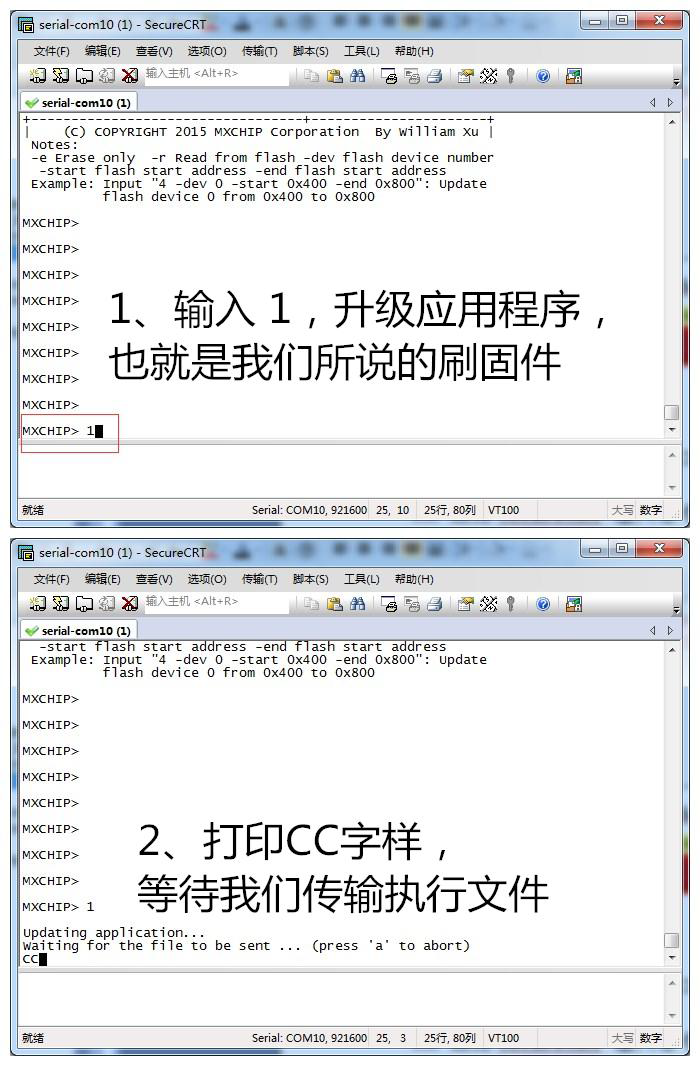 serial-com10 (1) - SecureCRT
文件(F) 编辑(E) 查看(V) 选项(O) 传输(T) 脚本(S) 工具(L) 帮助(H)
输入主机 <Alt+R>
serial-com10 (1)
+----------------------------------+-----------------------+
| (C) COPYRIGHT 2015 MXCHIP Corporation By William Xu |
Notes:
-e Erase only -r Read from flash -dev flash device number
-start flash start address -end flash start address
Example: Input "4 -dev 0 -start 0x400 -end 0x800": Update
flash device 0 from 0x400 to 0x800
MXCHIP>
MXCHIP>
MXCHIP>
MXCHIP>
MXCHIP>
MXCHIP>
MXCHIP>
MXCHIP>
MXCHIP> 1
1、输入 1，升级应用程序，
也就是我们所说的刷固件
就绪 Serial: COM10, 921600 25, 10 25行, 80列 VT100 大写 数字
serial-com10 (1) - SecureCRT
文件(F) 编辑(E) 查看(V) 选项(O) 传输(T) 脚本(S) 工具(L) 帮助(H)
输入主机 <Alt+R>
serial-com10 (1)
-start flash start address -end flash start address
Example: Input "4 -dev 0 -start 0x400 -end 0x800": Update
flash device 0 from 0x400 to 0x800
MXCHIP>
MXCHIP>
MXCHIP>
MXCHIP>
MXCHIP>
MXCHIP>
MXCHIP>
MXCHIP>
MXCHIP> 1
2、打印CC字样，
等待我们传输执行文件
Updating application...
Waiting for the file to be sent ... (press 'a' to abort)
CC
就绪 Serial: COM10, 921600 25, 3 25行, 80列 VT100 大写 数字